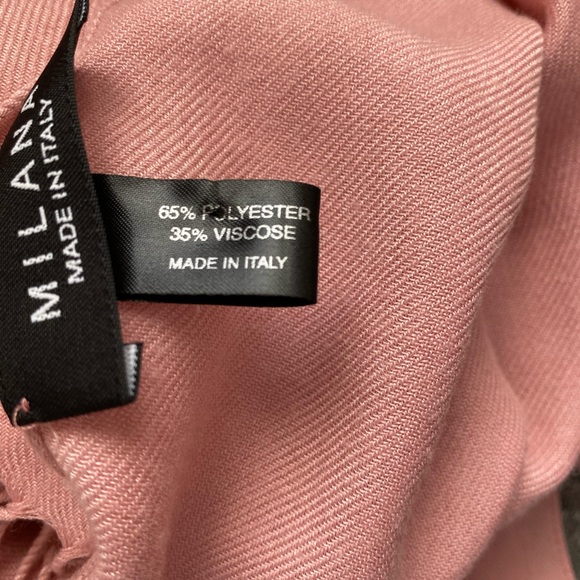 MILANA
MADE IN ITALY
65% POLYESTER
35% VISCOSE
MADE IN ITALY